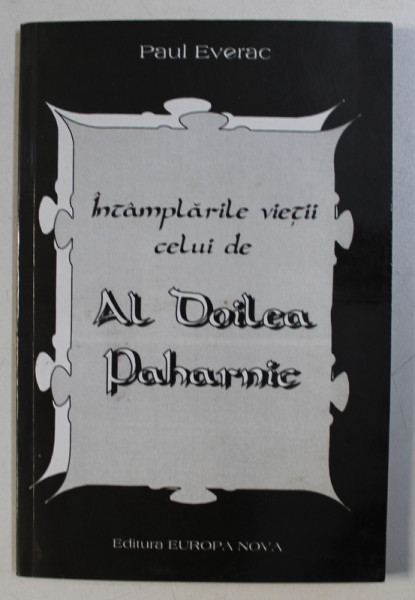 Paul Everac
Întâmplările vieții
celui de
Al Doilea
Paharnic
Editura EUROPA NOVA